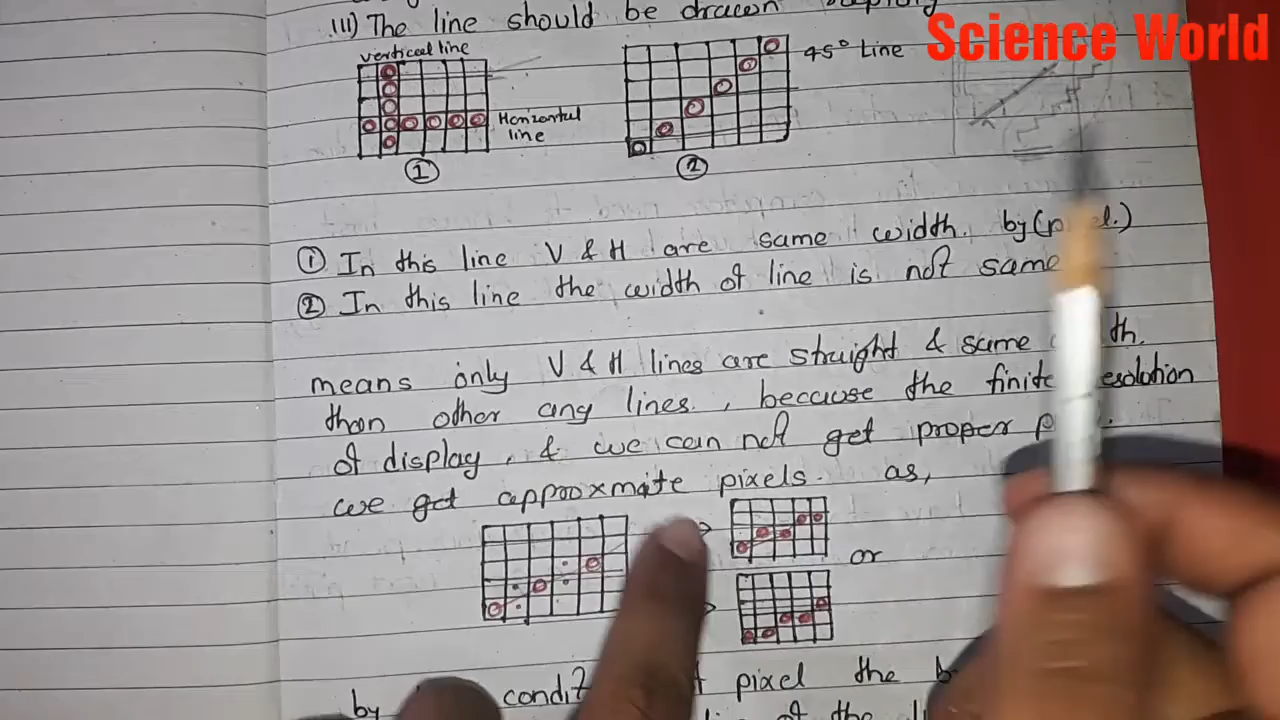 III) The line should be drawn
Science World
vertical line
Horizontal
line
①
45° Line
②
① In this line V & H are same width. by(
② In this line the width of line is not same
means only V & H lines are straight & same
than other any lines, because the finite
of display, & we can not get proper
we get approxmate pixels. as,
or
by pixel the
of the